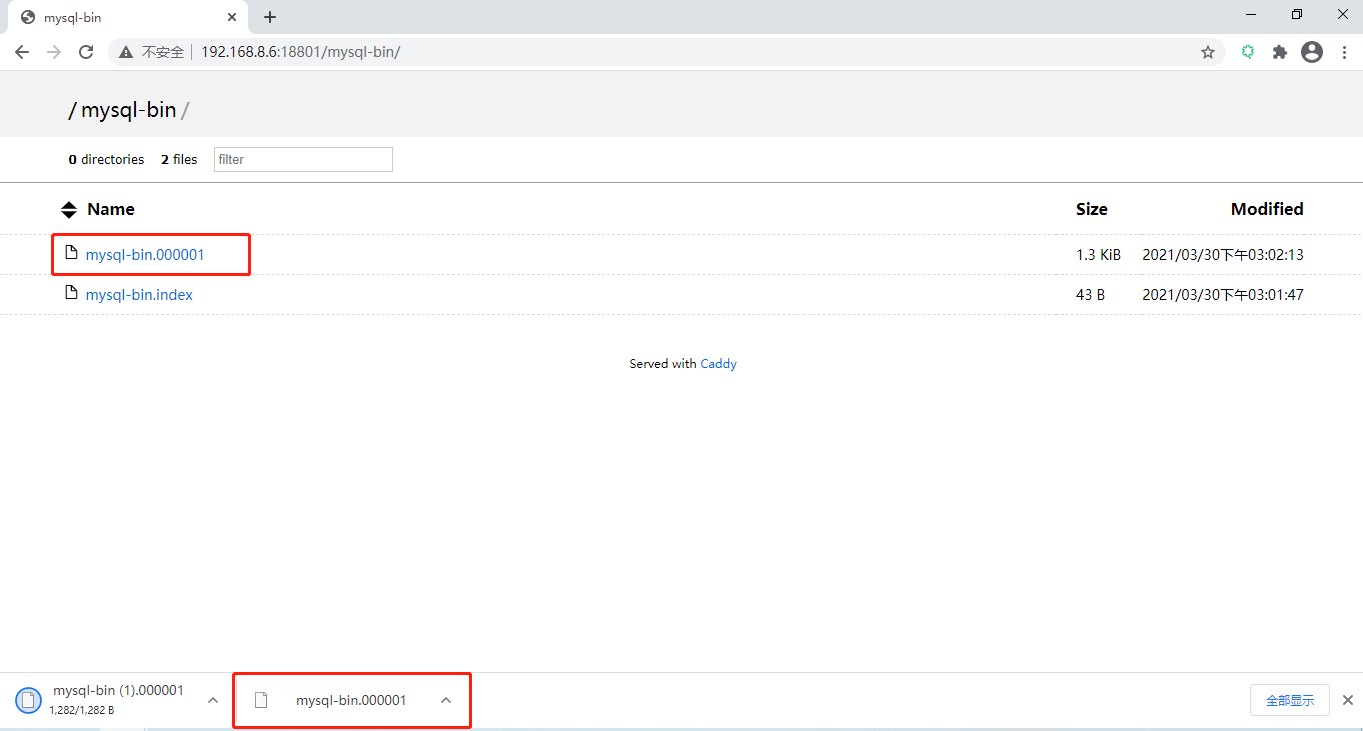 mysql-bin
不安全 192.168.8.6:18801/mysql-bin/
/ mysql-bin /
0 directories 2 files filter
Name Size Modified
mysql-bin.000001 1.3 KiB 2021/03/30下午03:02:13
mysql-bin.index 43 B 2021/03/30下午03:01:47
Served with Caddy
mysql-bin (1).000001
1,282/1,282 B
mysql-bin.000001
全部显示